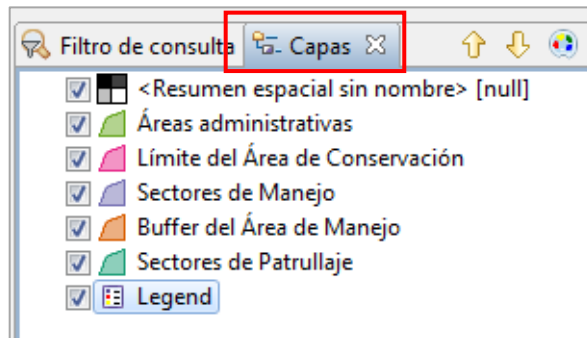 Filtro de consulta Capas
<Resumen espacial sin nombre> [null]
Áreas administrativas
Límite del Área de Conservación
Sectores de Manejo
Buffer del Área de Manejo
Sectores de Patrullaje
Legend